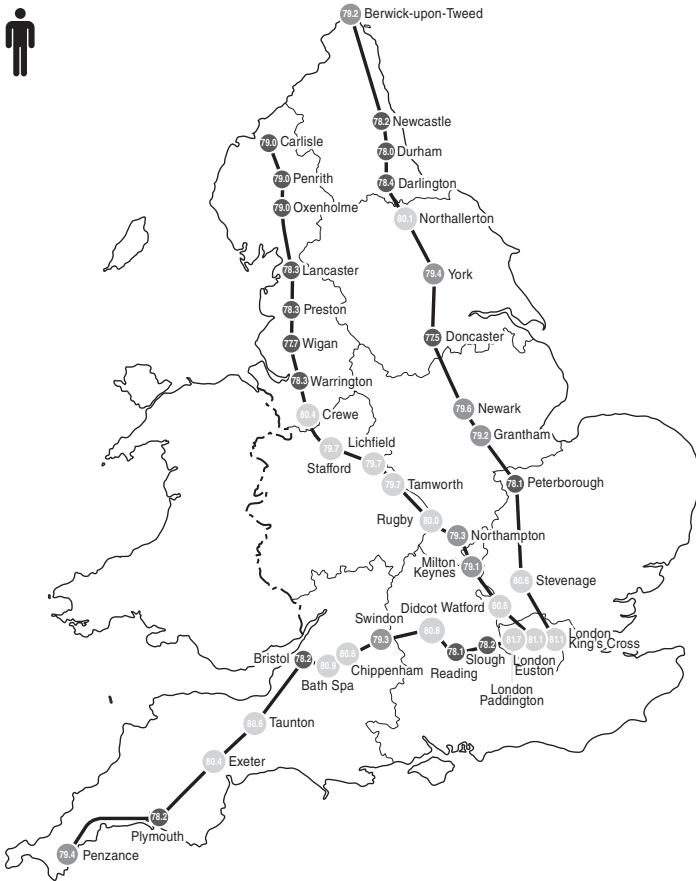 79.2 Berwick-upon-Tweed
78.2 Newcastle
79.0 Carlisle
78.0 Durham
79.0 Penrith
78.4 Darlington
79.0 Oxenholme
80.1 Northallerton
78.3 Lancaster
79.4 York
78.3 Preston
77.7 Wigan
77.5 Doncaster
78.3 Warrington
80.4 Crewe
79.6 Newark
79.2 Grantham
79.7 Stafford
79.7 Lichfield
79.7 Tamworth
78.1 Peterborough
80.0 Rugby
79.3 Northampton
79.1 Milton
Keynes
80.6 Stevenage
80.6 Watford
80.8 Didcot
79.3 Swindon
78.1 Reading
78.2 Slough
81.7 London
Paddington
81.1 London
Euston
81.1 London
King's Cross
78.2 Bristol
80.9 Bath Spa
80.6 Chippenham
80.6 Taunton
80.4 Exeter
78.2 Plymouth
79.4 Penzance